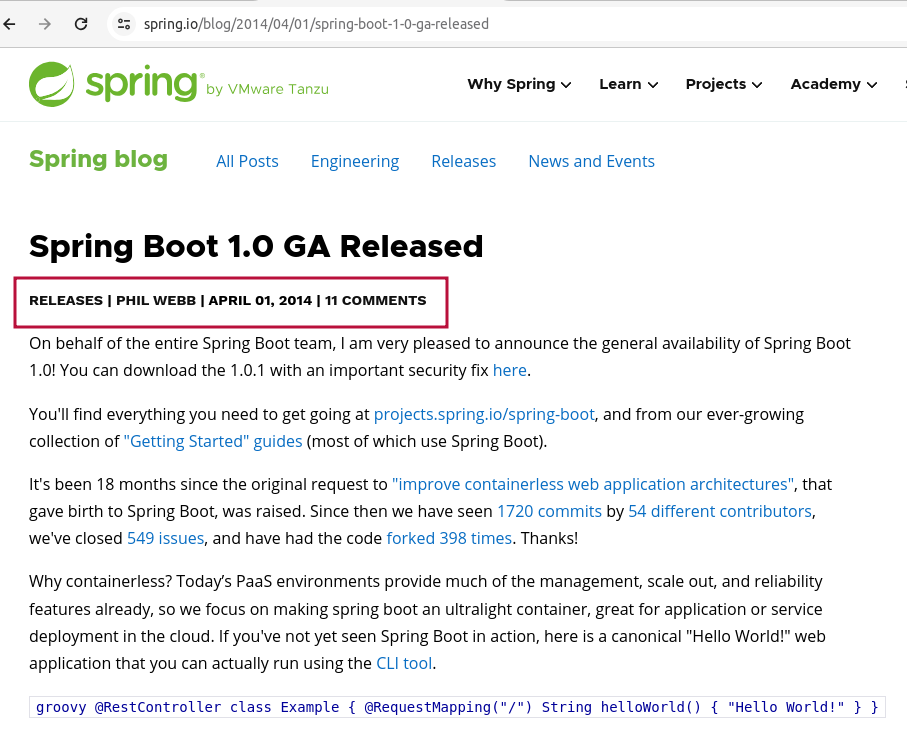 spring.io/blog/2014/04/01/spring-boot-1-0-ga-released
spring® by VMware Tanzu
Why Spring Learn Projects Academy
Spring blog All Posts Engineering Releases News and Events
Spring Boot 1.0 GA Released
RELEASES | PHIL WEBB | APRIL 01, 2014 | 11 COMMENTS
On behalf of the entire Spring Boot team, I am very pleased to announce the general availability of Spring Boot
1.0! You can download the 1.0.1 with an important security fix here.
You'll find everything you need to get going at projects.spring.io/spring-boot, and from our ever-growing
collection of "Getting Started" guides (most of which use Spring Boot).
It's been 18 months since the original request to "improve containerless web application architectures", that
gave birth to Spring Boot, was raised. Since then we have seen 1720 commits by 54 different contributors,
we've closed 549 issues, and have had the code forked 398 times. Thanks!
Why containerless? Today’s PaaS environments provide much of the management, scale out, and reliability
features already, so we focus on making spring boot an ultralight container, great for application or service
deployment in the cloud. If you've not yet seen Spring Boot in action, here is a canonical "Hello World!" web
application that you can actually run using the CLI tool.
groovy @RestController class Example { @RequestMapping("/") String helloWorld() { "Hello World!" } }